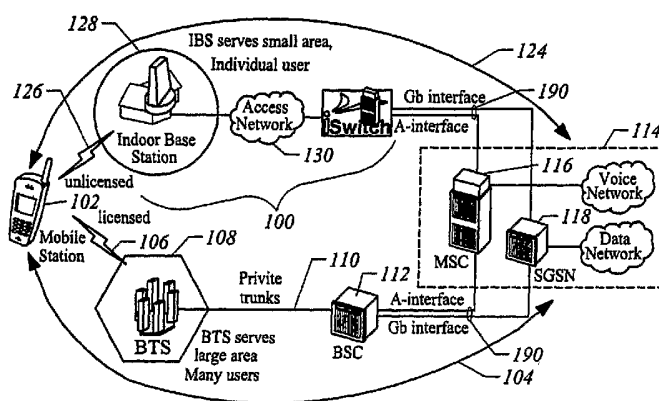 128
IBS serves small area,
Individual user
124
126
190
Access
Network
Gb interface
iSwitch
A-interface
Indoor Base
Station
130
114
116
unlicensed
102
100
Voice
Network
118
licensed
Mobile
Station
106
108
MSC
SGSN
Data
Network
110
112
Privite
trunks
A-interface
Gb interface
BTS
BTS serves
large area
Many users
BSC
190
104